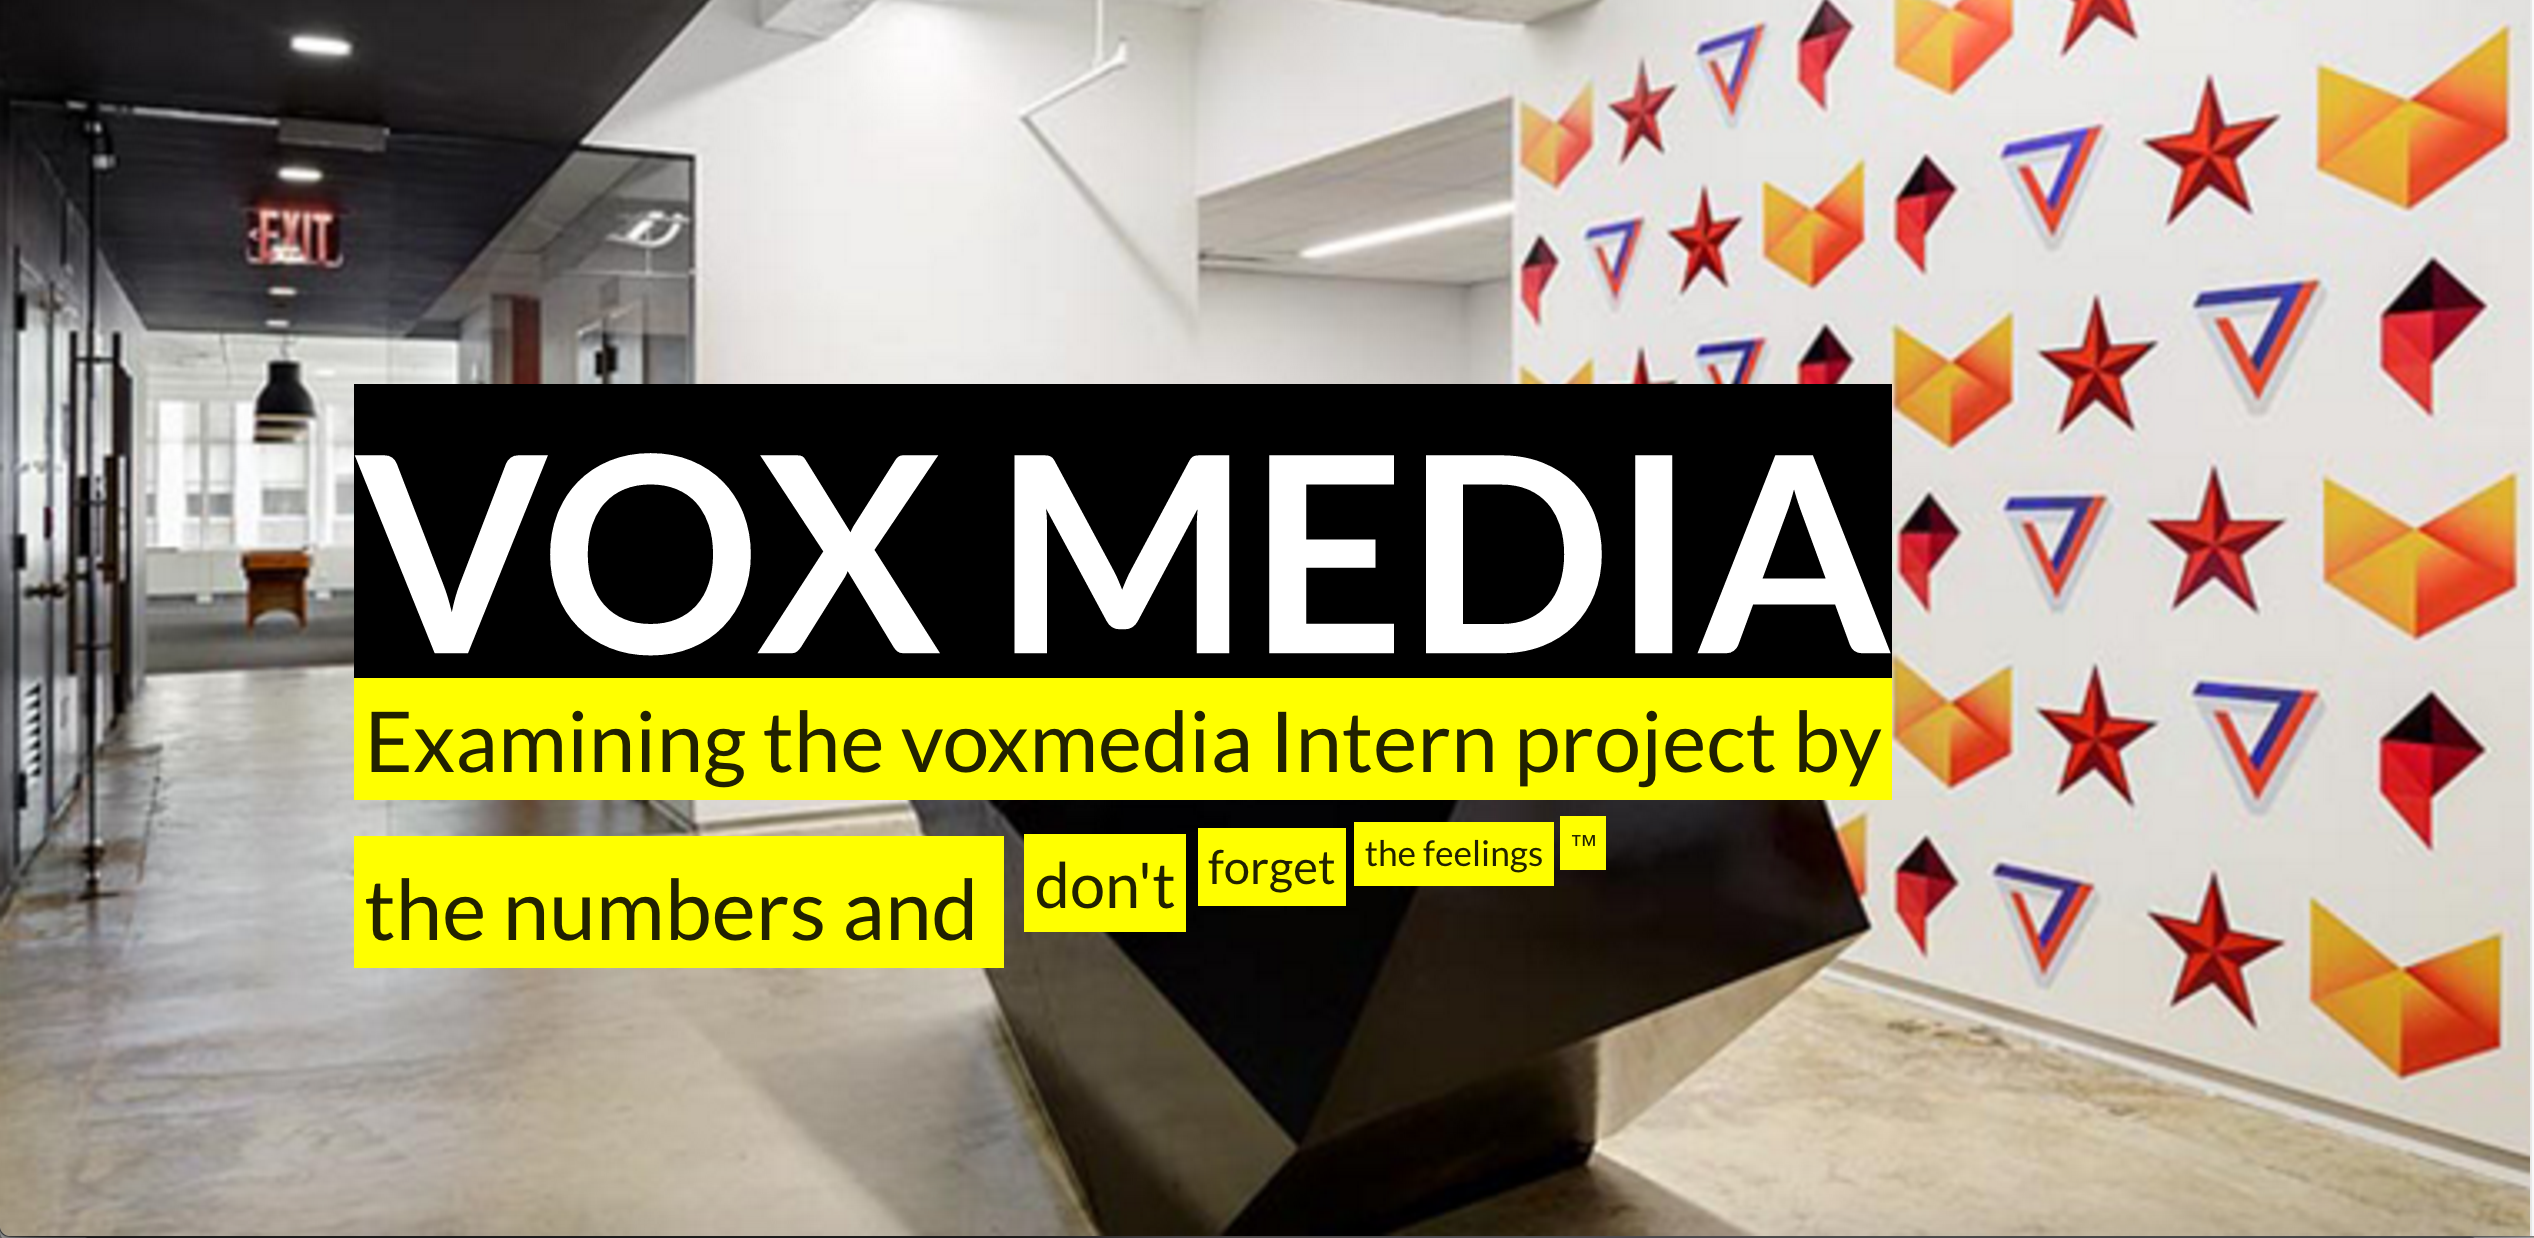 EXIT
VOX MEDIA
Examining the voxmedia Intern project by
the numbers and don't forget the feelings ™